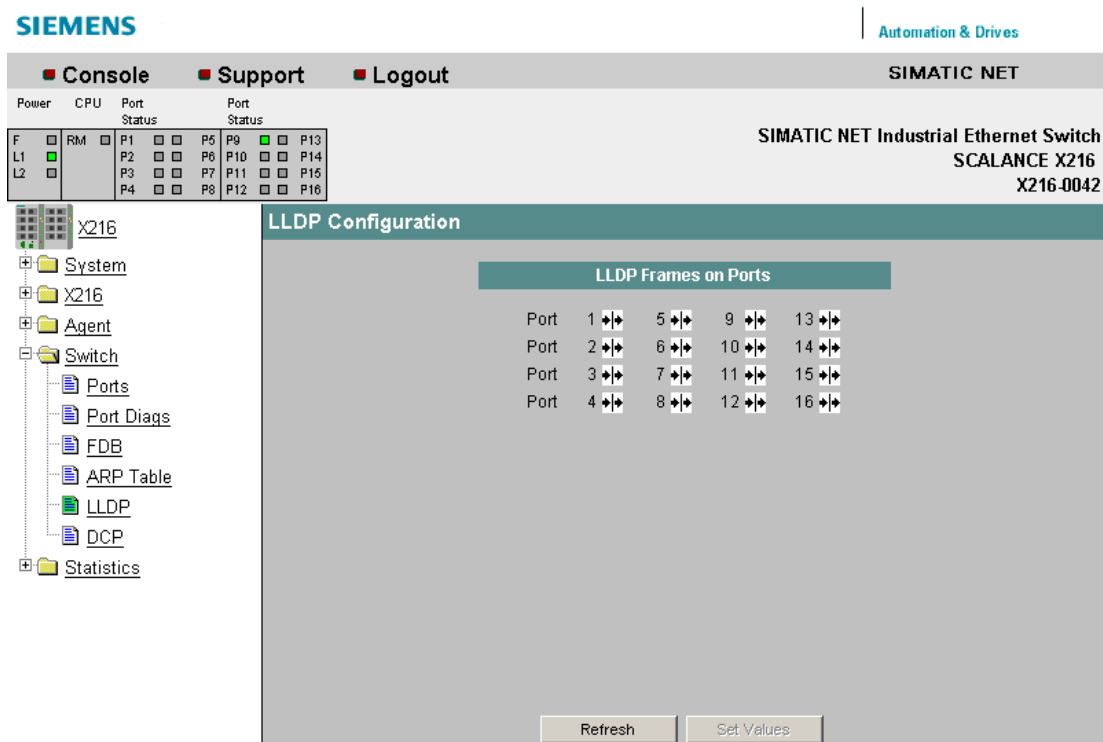 SIEMENS
Automation & Drives
Console Support Logout SIMATIC NET
Power CPU Port Status Port Status
F RM P1 P5 P9 P13
L1 P2 P6 P10 P14
L2 P3 P7 P11 P15
P4 P8 P12 P16
SIMATIC NET Industrial Ethernet Switch
SCALANCE X216
X216-0042
X216
System
X216
Agent
Switch
Ports
Port Diags
FDB
ARP Table
LLDP
DCP
Statistics
LLDP Configuration
LLDP Frames on Ports
Port 1 5 9 13
Port 2 6 10 14
Port 3 7 11 15
Port 4 8 12 16
Refresh Set Values